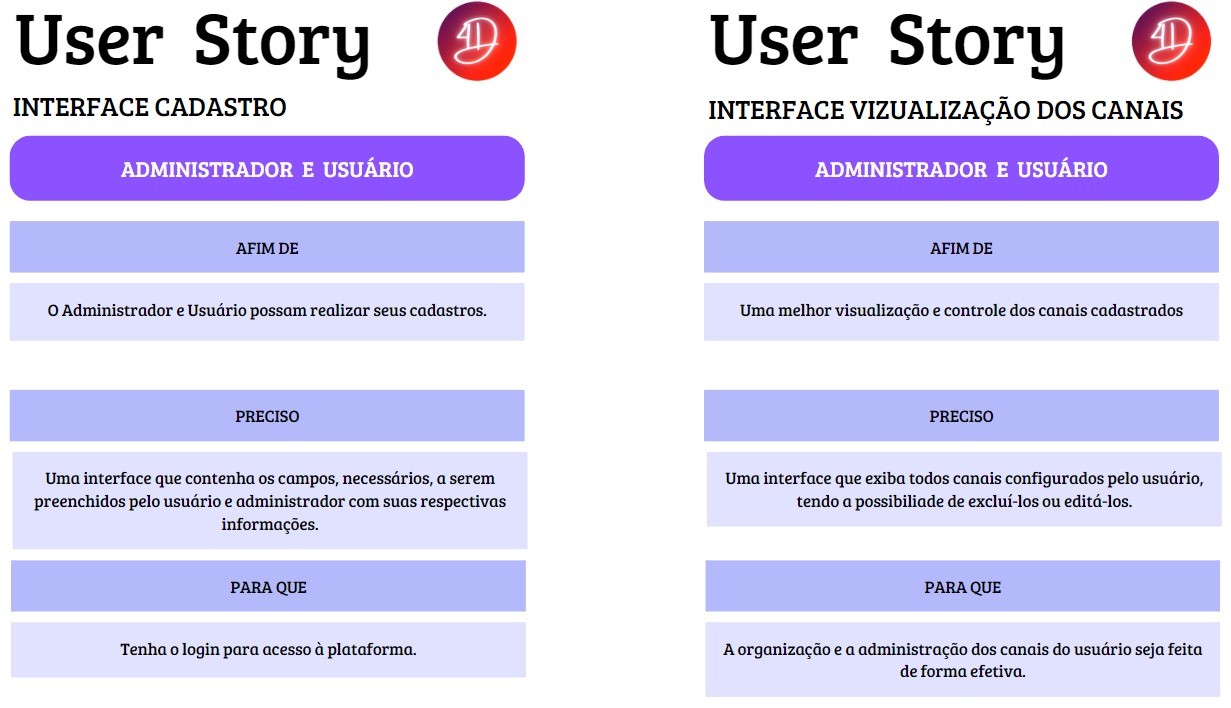 User Story
INTERFACE CADASTRO
ADMINISTRADOR E USUÁRIO
AFIM DE
O Administrador e Usuário possam realizar seus cadastros.
PRECISO
Uma interface que contenha os campos, necessários, a serem
preenchidos pelo usuário e administrador com suas respectivas
informações.
PARA QUE
Tenha o login para acesso à plataforma.
User Story
INTERFACE VIZUALIZAÇÃO DOS CANAIS
ADMINISTRADOR E USUÁRIO
AFIM DE
Uma melhor visualização e controle dos canais cadastrados
PRECISO
Uma interface que exiba todos canais configurados pelo usuário,
tendo a possibiliade de excluí-los ou editá-los.
PARA QUE
A organização e a administração dos canais do usuário seja feita
de forma efetiva.